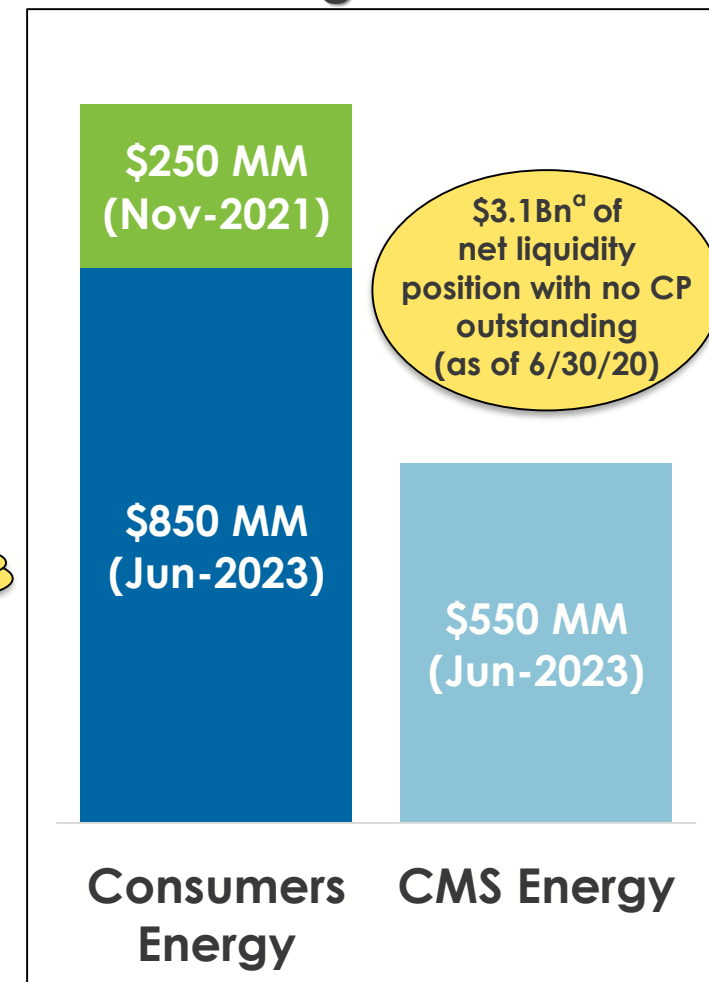 $250 MM
(Nov-2021)
$3.1Bnᵃ of
net liquidity
position with no CP
outstanding
(as of 6/30/20)
$850 MM
(Jun-2023)
$550 MM
(Jun-2023)
Consumers
Energy
CMS Energy